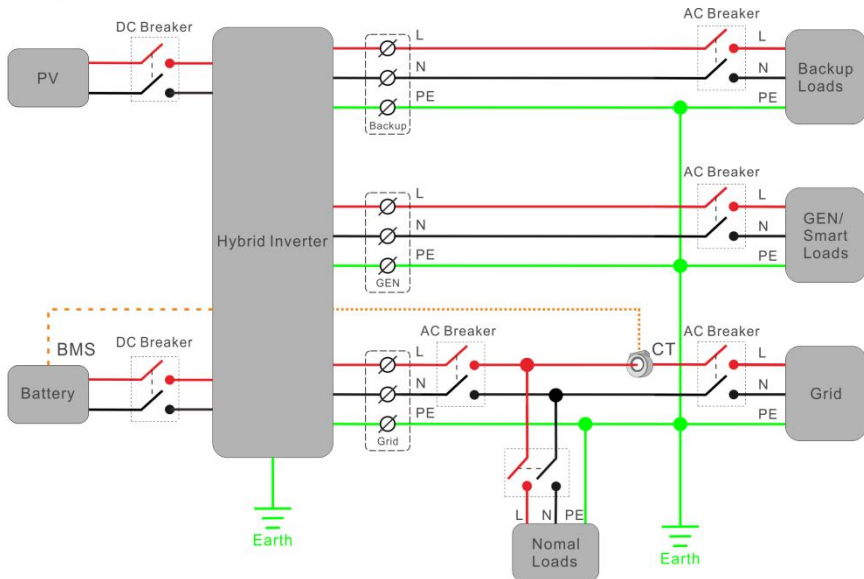 DC Breaker
PV
Hybrid Inverter
L
N
PE
Backup
AC Breaker
L
N
PE
Backup
Loads
L
N
PE
GEN
AC Breaker
L
N
PE
GEN/
Smart
Loads
BMS
DC Breaker
Battery
L
N
PE
Grid
AC Breaker
CT
AC Breaker
L
N
PE
Grid
L
N
PE
Nomal
Loads
Earth
Earth